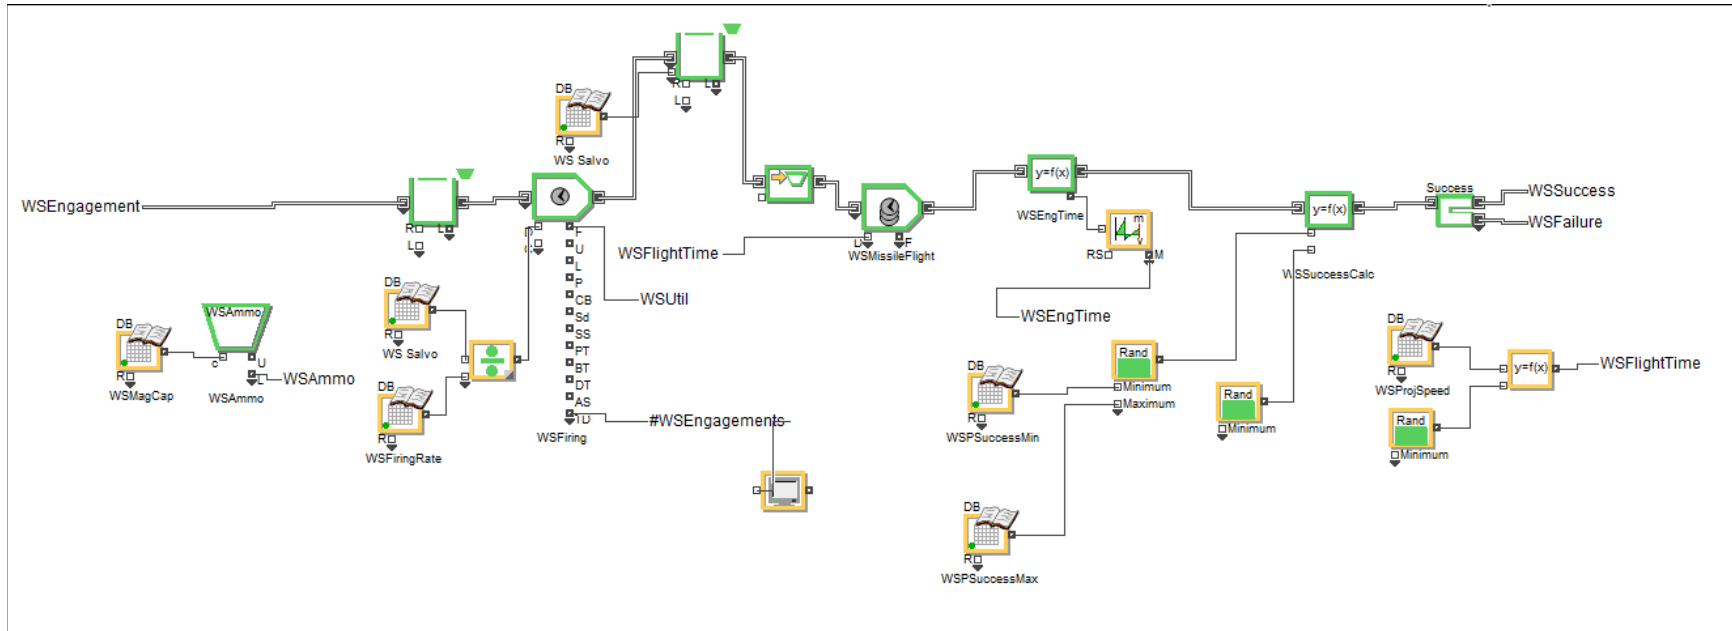 DB
R
L
R
L
WS Salvo
WSEngagement
R
L
L
F
U
L
P
CB
Sd
SS
PT
BT
DT
AS
TD
WSFiring
WSUtil
#WSEngagements
DB
R
WS Salvo
DB
R
WSFiringRate
DB
R
WSMagCap
WSAmmo
C
U
L
WSAmmo
WSAmmo
WSFlightTime
F
WSMissileFlight
y=f(x)
WSEngTime
m
v
RS
M
WSEngTime
y=f(x)
WSSuccessCalc
Success
WSSuccess
WSFailure
Rand
Minimum
Maximum
DB
R
WSPSuccessMin
DB
R
WSPSuccessMax
Rand
Minimum
DB
R
WSProjSpeed
Rand
Minimum
y=f(x)
WSFlightTime